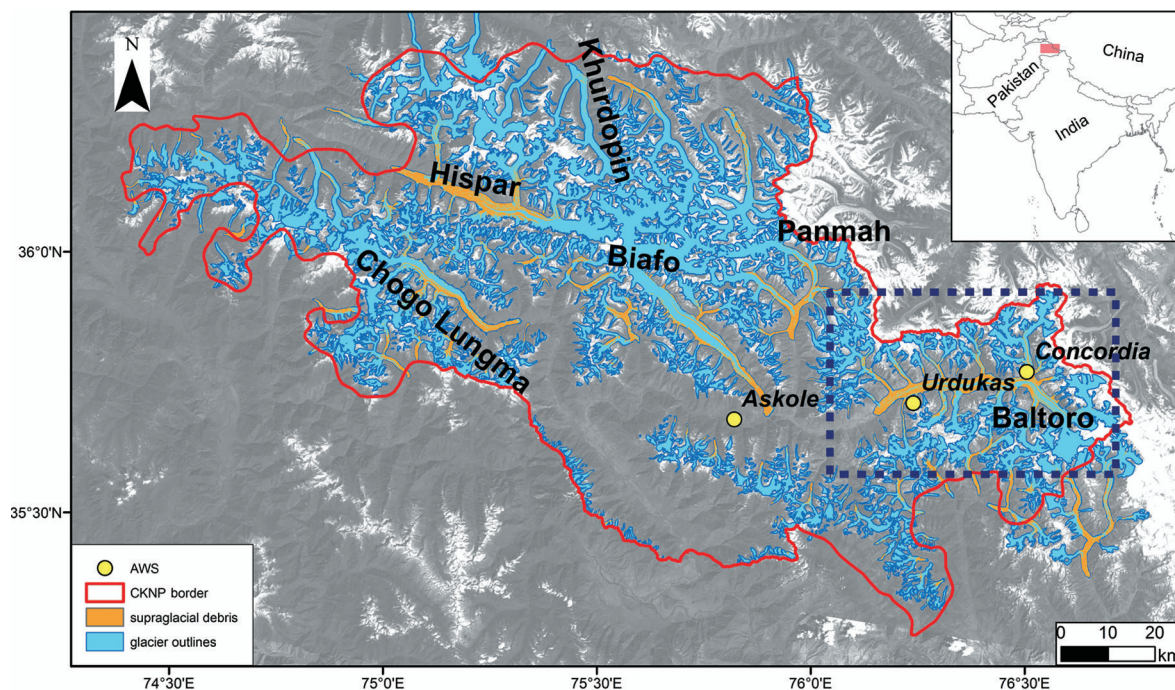 N
Khurdopin
China
Pakistan
India
Hispar
36°0'N
Panmah
Biafo
Chogo Lungma
Concordia
Urdukas
Askole
Baltoro
35°30'N
AWS
CKNP border
supraglacial debris
glacier outlines
0 10 20
km
74°30'E 75°0'E 75°30'E 76°0'E 76°30'E